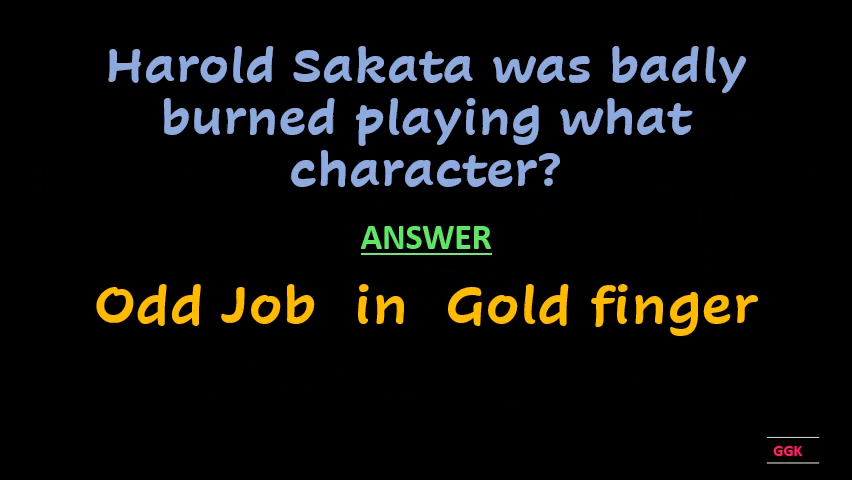 Harold Sakata was badly
burned playing what
character?
ANSWER
Odd Job in Gold finger
GGK